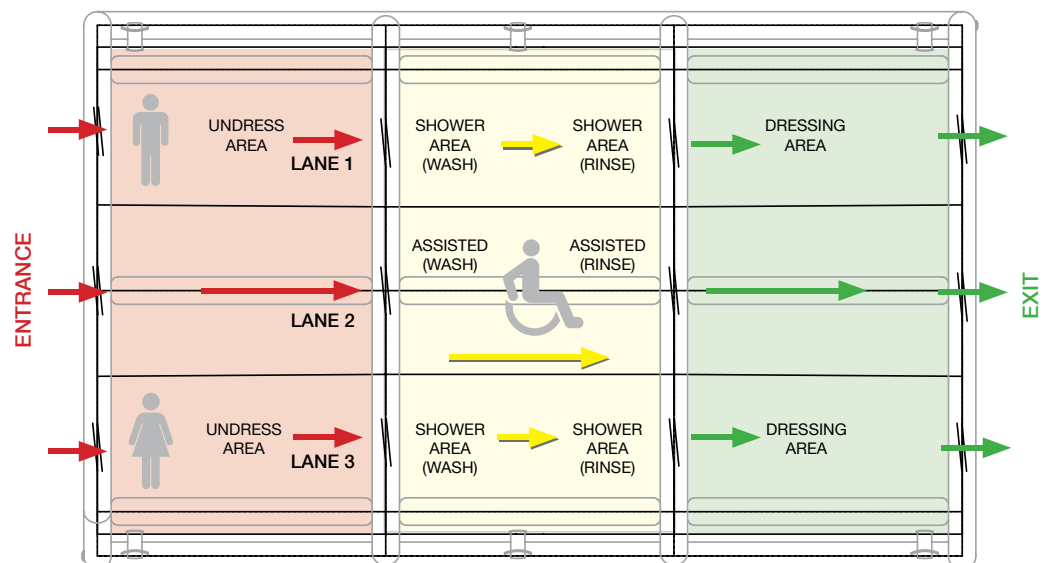 ENTRANCE
UNDRESS
AREA
LANE 1
SHOWER
AREA
(WASH)
SHOWER
AREA
(RINSE)
DRESSING
AREA
ASSISTED
(WASH)
ASSISTED
(RINSE)
LANE 2
EXIT
UNDRESS
AREA
LANE 3
SHOWER
AREA
(WASH)
SHOWER
AREA
(RINSE)
DRESSING
AREA